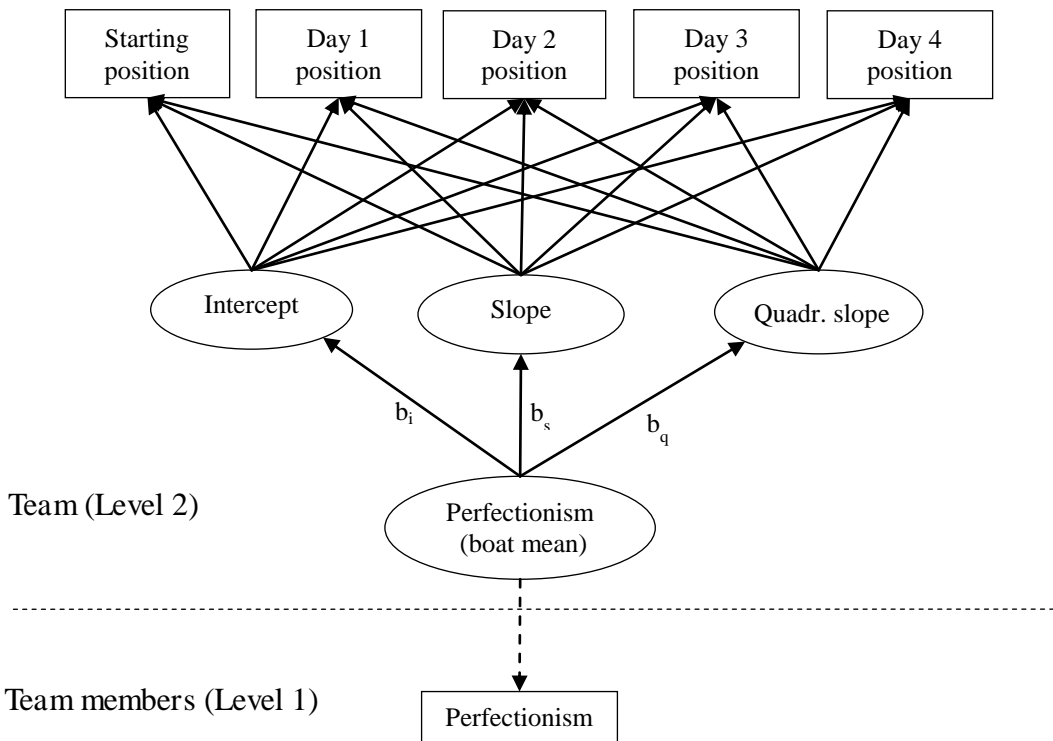 Starting
position
Day 1
position
Day 2
position
Day 3
position
Day 4
position
Intercept
Slope
Quadr. slope
b_i
b_s
b_q
Team (Level 2)
Perfectionism
(boat mean)
Team members (Level 1)
Perfectionism